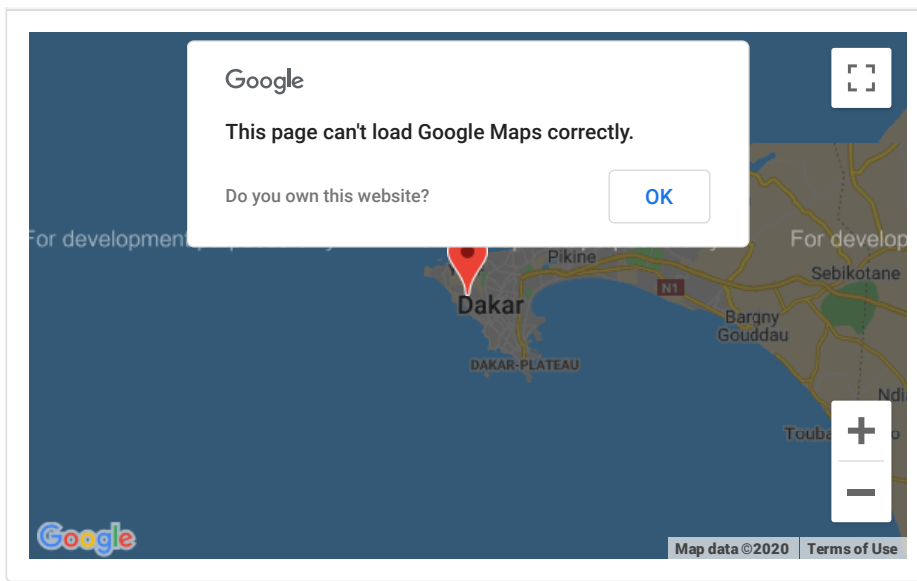 Google
This page can't load Google Maps correctly.
Do you own this website?
OK
For development
For develop
Pikine
Sebikotane
N1
Dakar
Bargny
Gouddau
DAKAR-PLATEAU
Ndi
Touba
Google
Map data ©2020
Terms of Use